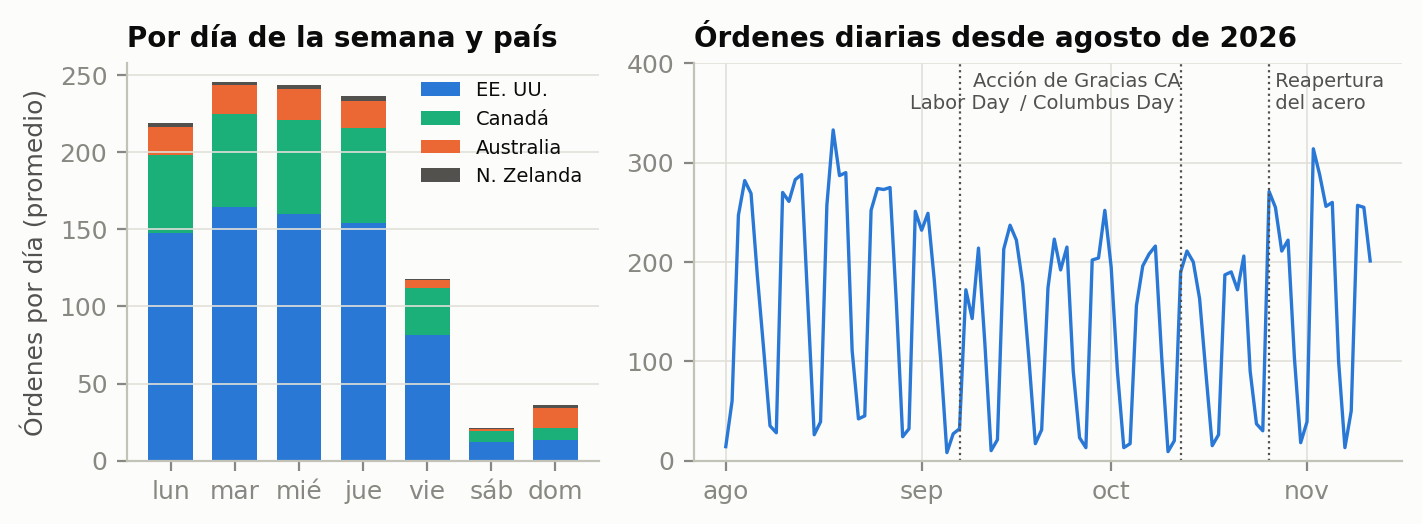 Por día de la semana y país
Órdenes por día (promedio)
250
200
150
100
50
0
lun mar mié jue vie sáb dom
EE. UU.
Canadá
Australia
N. Zelanda
Órdenes diarias desde agosto de 2026
400
300
200
100
0
ago sep oct nov
Acción de Gracias CA
Labor Day / Columbus Day
Reapertura
del acero